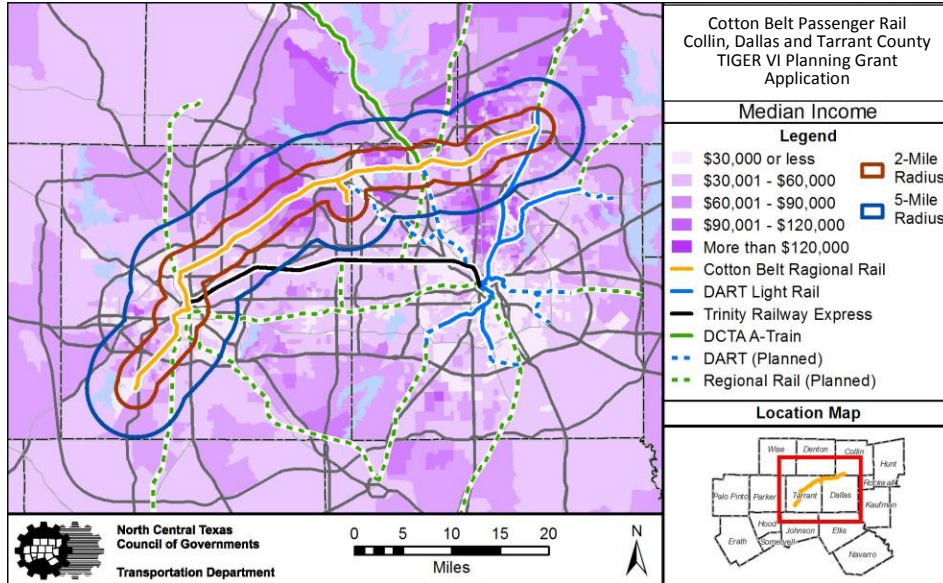 Cotton Belt Passenger Rail
Collin, Dallas and Tarrant County
TIGER VI Planning Grant
Application
Median Income
Legend
$30,000 or less
$30,001 - $60,000
$60,001 - $90,000
$90,001 - $120,000
More than $120,000
2-Mile
Radius
5-Mile
Radius
Cotton Belt Ragional Rail
DART Light Rail
Trinity Railway Express
DCTA A-Train
DART (Planned)
Regional Rail (Planned)
Location Map
Wise
Denton
Collin
Hunt
Rockwall
Palo Pinto
Parker
Tarrant
Dallas
Kaufman
Hood
Johnson
Ellis
Erath
Somervell
Navarro
North Central Texas
Council of Governments
Transportation Department
0 5 10 15 20
Miles
N